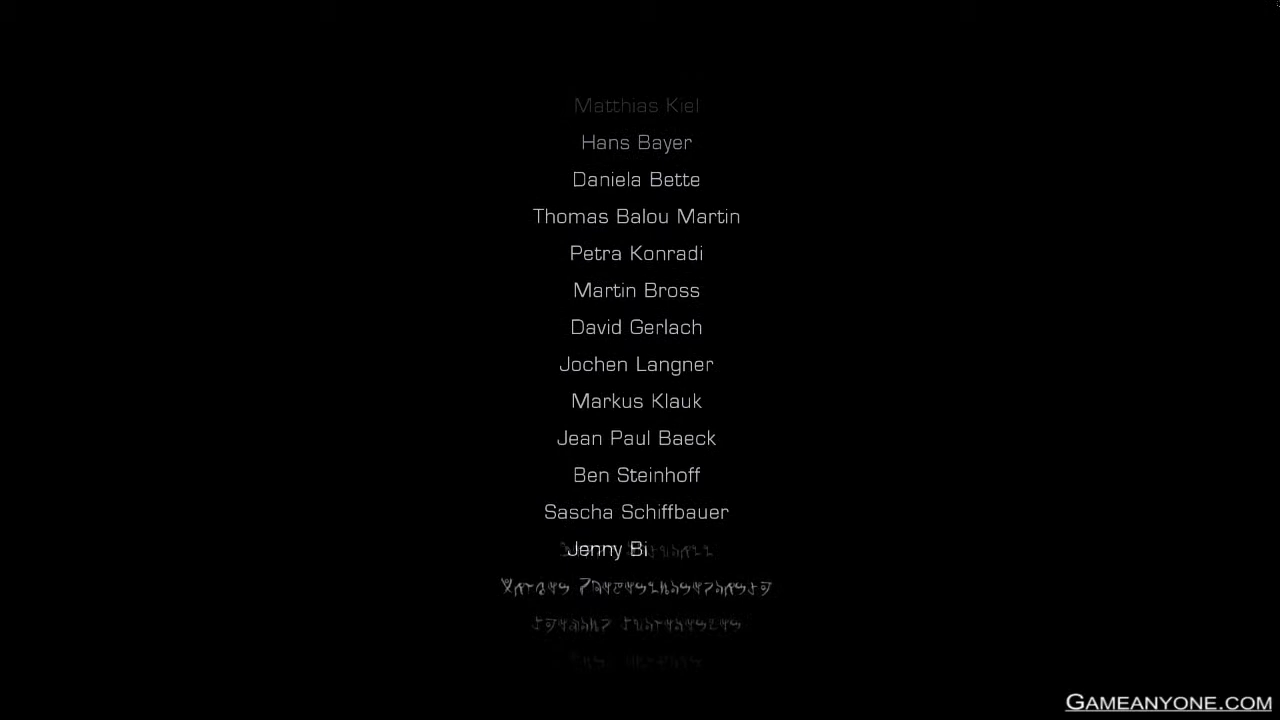 Matthias Kiel
Hans Bayer
Daniela Bette
Thomas Balou Martin
Petra Konradi
Martin Bross
David Gerlach
Jochen Langner
Markus Klauk
Jean Paul Baeck
Ben Steinhoff
Sascha Schiffbauer
Jenny Bi
GAMEANYONE.COM